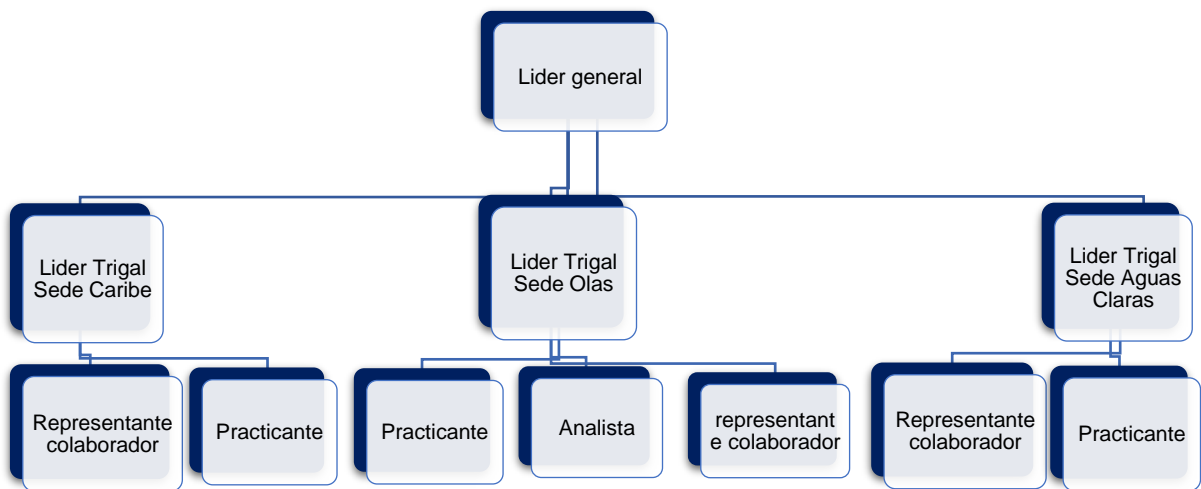 Lider general
Lider Trigal
Sede Caribe
Lider Trigal
Sede Olas
Lider Trigal
Sede Aguas
Claras
Representante
colaborador
Practicante
Practicante
Analista
representant
e colaborador
Representante
colaborador
Practicante